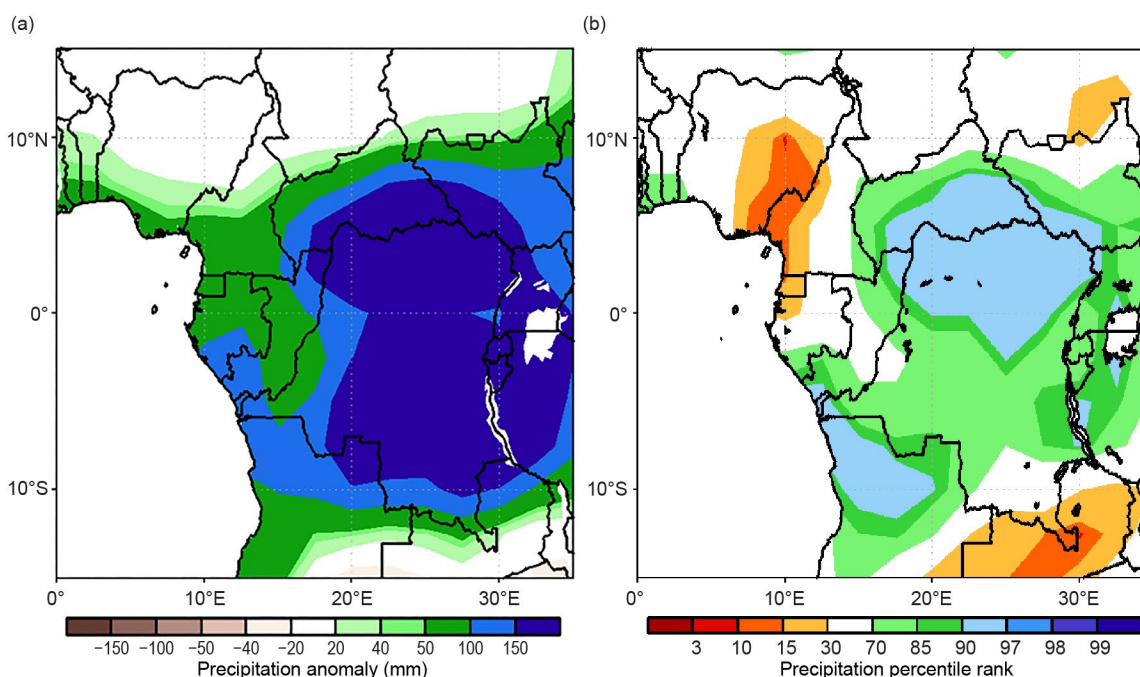 (a)
(b)
10°N
0°
10°S
0°
10°E
20°E
30°E
−150 −100 −50 −40 −20 20 40 50 100 150
Precipitation anomaly (mm)
10°N
0°
10°S
0°
10°E
20°E
30°E
3 10 15 30 70 85 90 97 98 99
Precipitation percentile rank